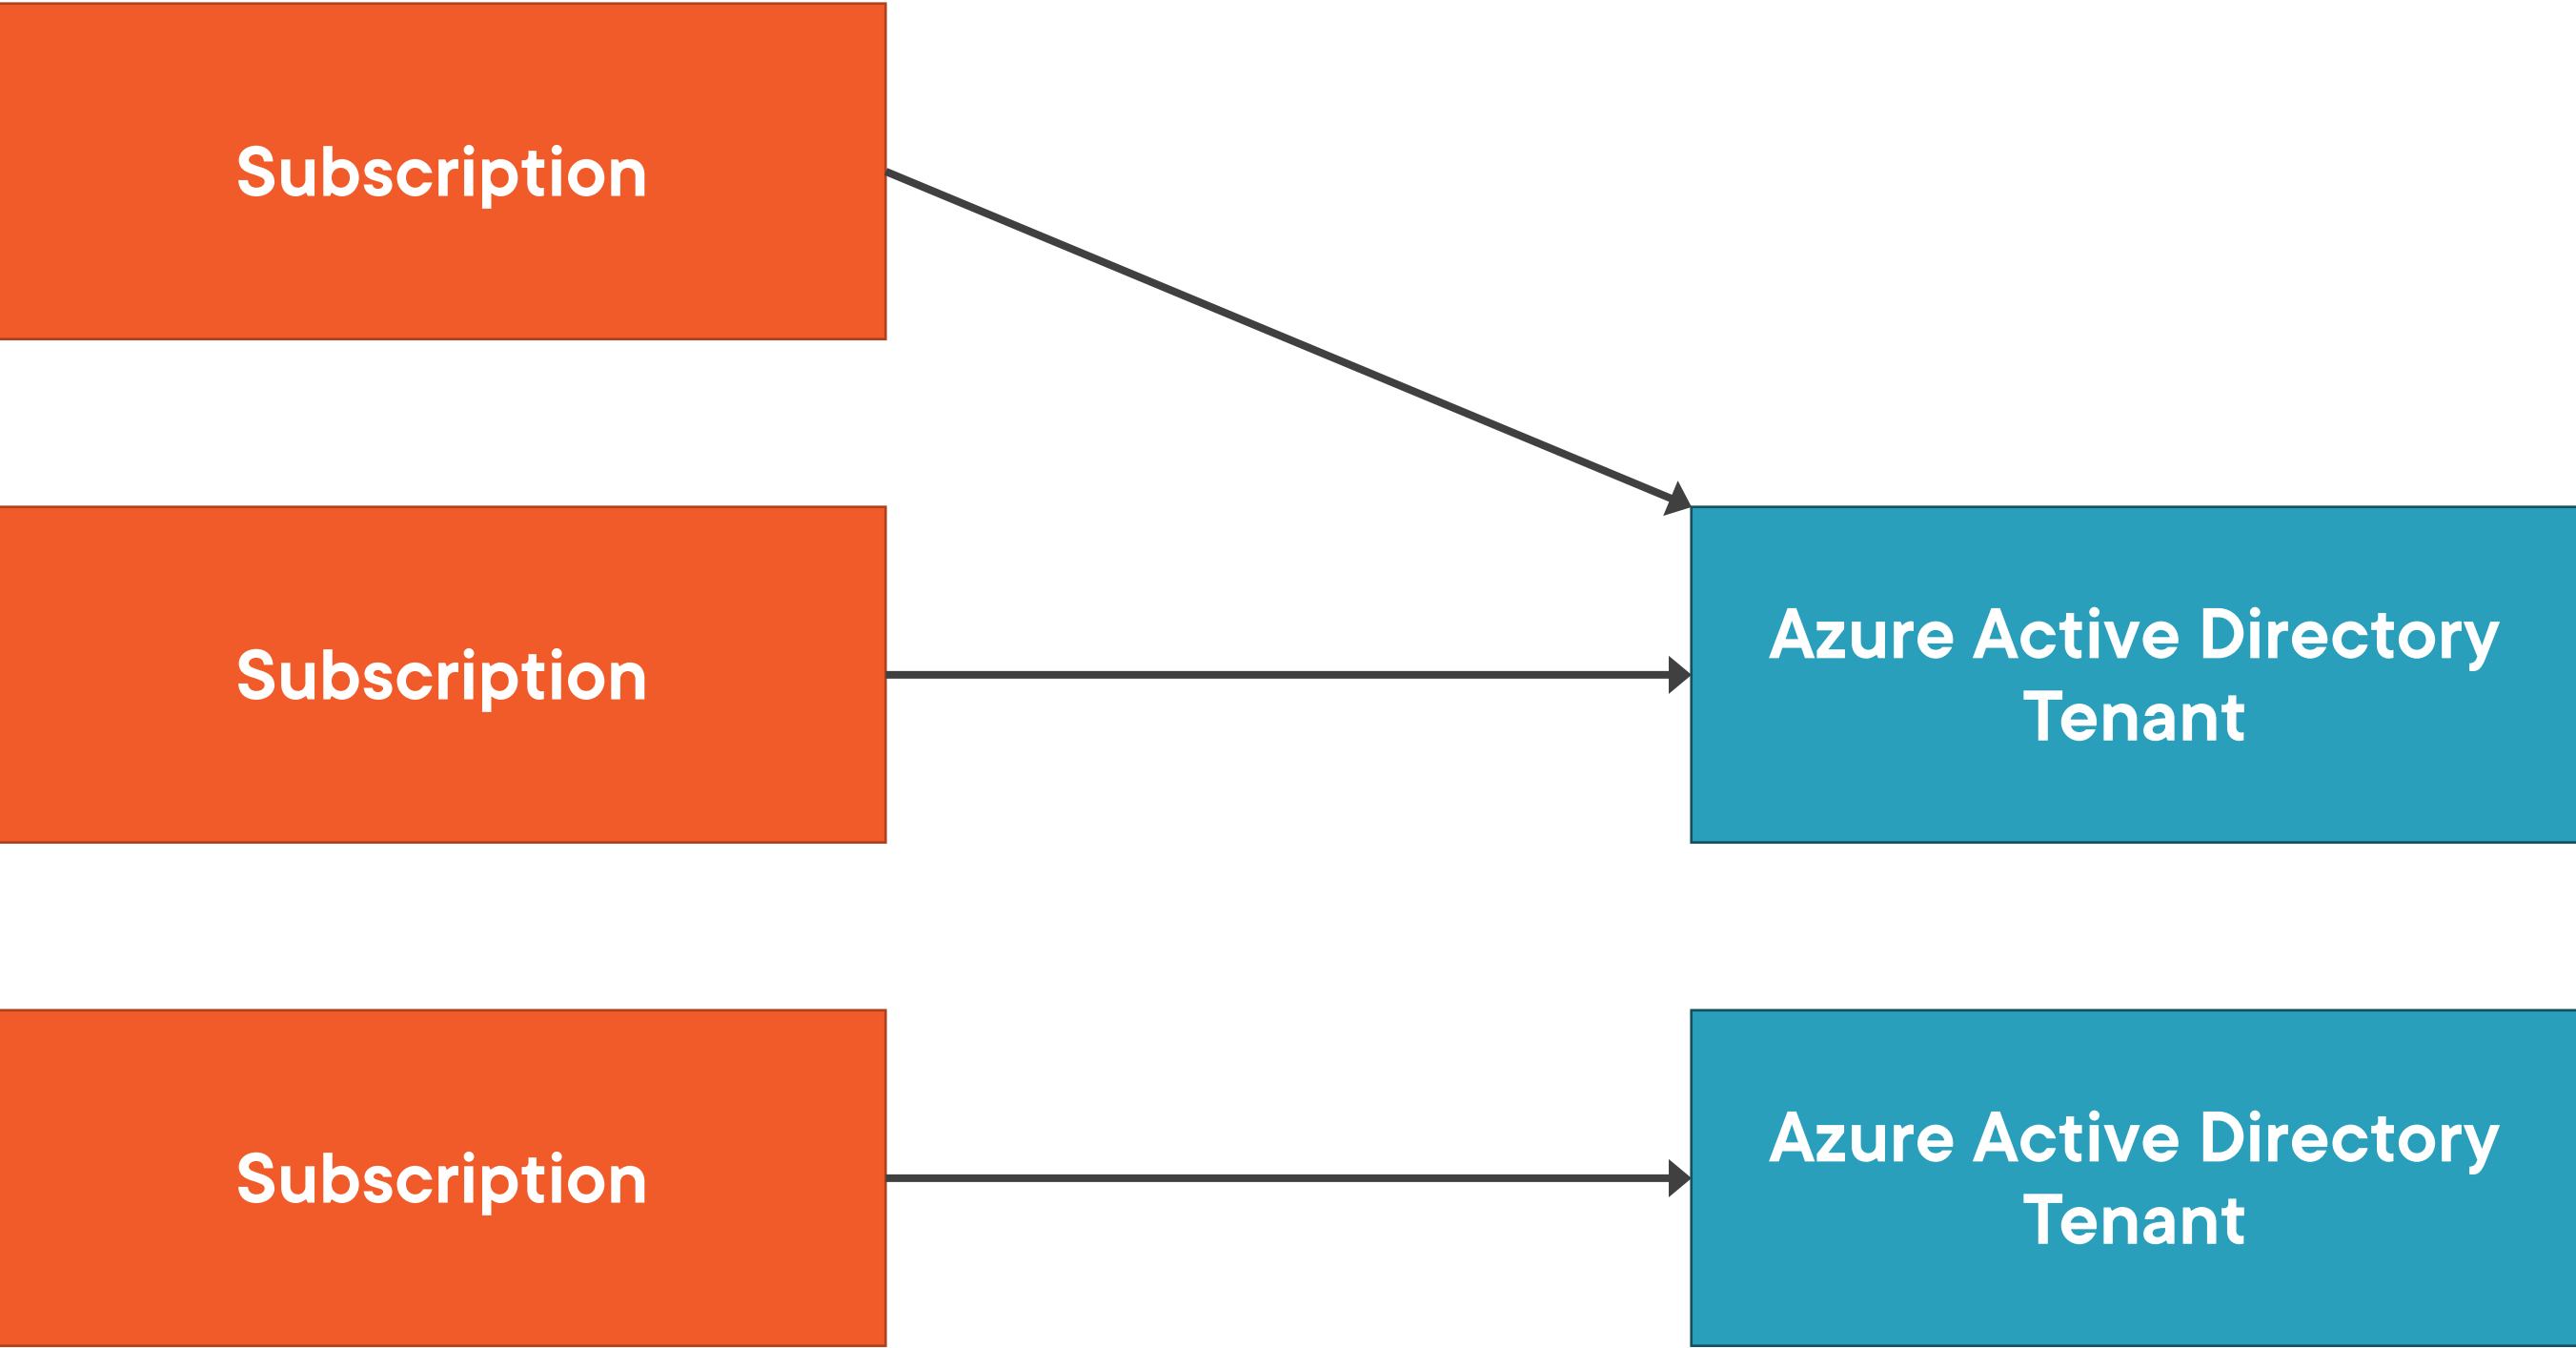 Subscription
Subscription
Azure Active Directory
Tenant
Subscription
Azure Active Directory
Tenant